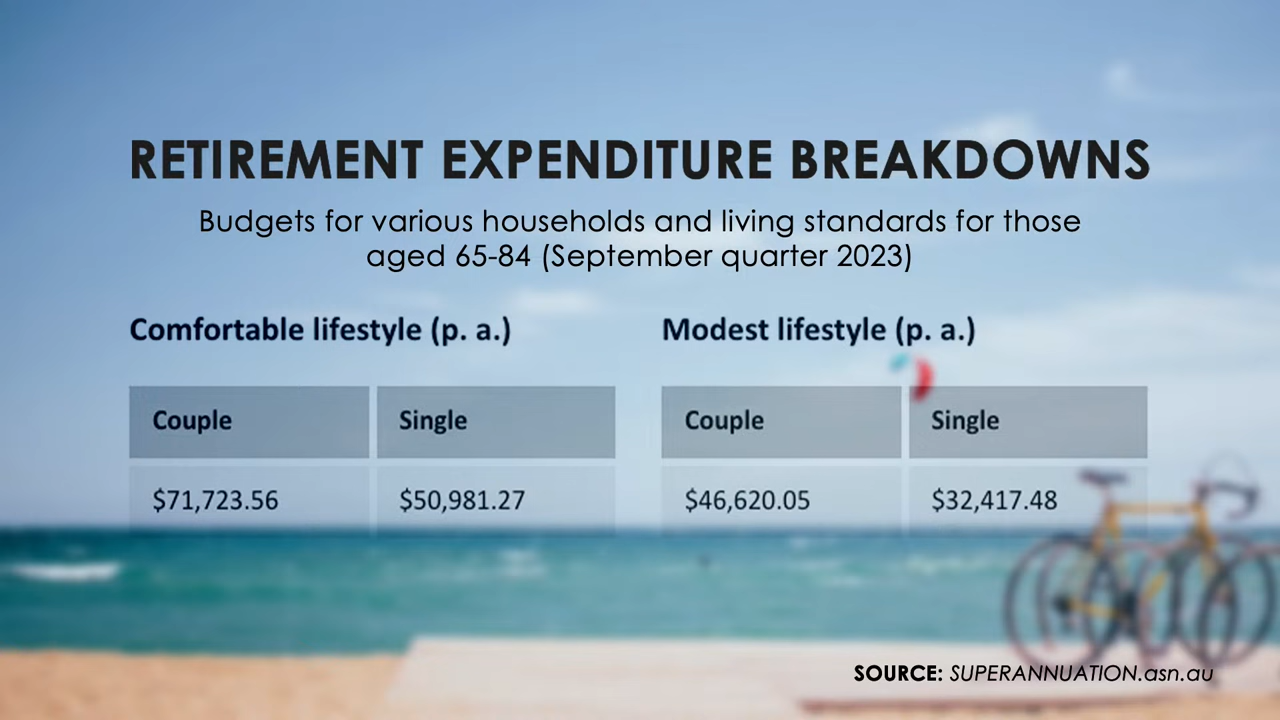 RETIREMENT EXPENDITURE BREAKDOWNS
Budgets for various households and living standards for those
aged 65-84 (September quarter 2023)
Comfortable lifestyle (p. a.)
Couple Single
$71,723.56 $50,981.27
Modest lifestyle (p. a.)
Couple Single
$46,620.05 $32,417.48
SOURCE: SUPERANNUATION.asn.au